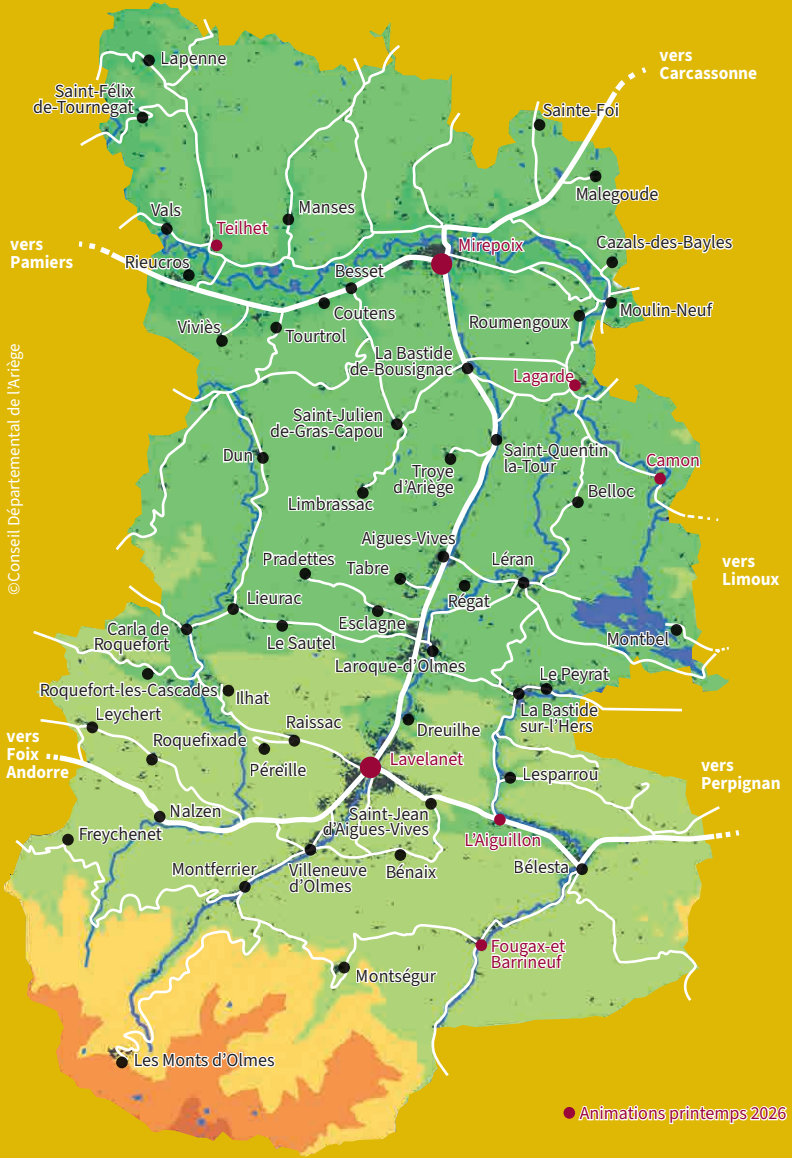 vers
Carcassonne
Lapenne
Saint-Félix
de-Tournegat
Sainte-Foi
Malegoude
Vals
Teilhet
Manses
Mirepoix
Cazals-des-Bayles
vers
Pamiers
Rieucros
Besset
Coutens
Moulin-Neuf
Viviès
Tourtrol
Roumengoux
La Bastide
de-Bousignac
Lagarde
©Conseil Départemental de l'Ariège
Saint-Julien
de-Gras-Capou
Dun
Saint-Quentin
la-Tour
Troye
d'Ariège
Camon
Limbrassac
Belloc
Aigues-Vives
Pradettes
Tabre
Léran
vers
Limoux
Lieurac
Esclagne
Régat
Carla de
Roquefort
Le Sautel
Montbel
Laroque-d'Olmes
Roquefort-les-Cascades
Ilhat
Le Peyrat
Leychert
La Bastide
sur-l'Hers
Raissac
Dreuilhe
vers
Foix
Andorre
Roquefixade
Péreille
Lavelanet
Lesparrou
vers
Perpignan
Nalzen
Saint-Jean
d'Aigues-Vives
Freychenet
L'Aiguillon
Montferrier
Villeneuve
d'Olmes
Bénaix
Bélesta
Fougax-et
Barrineuf
Montségur
Les Monts d'Olmes
Animations printemps 2026